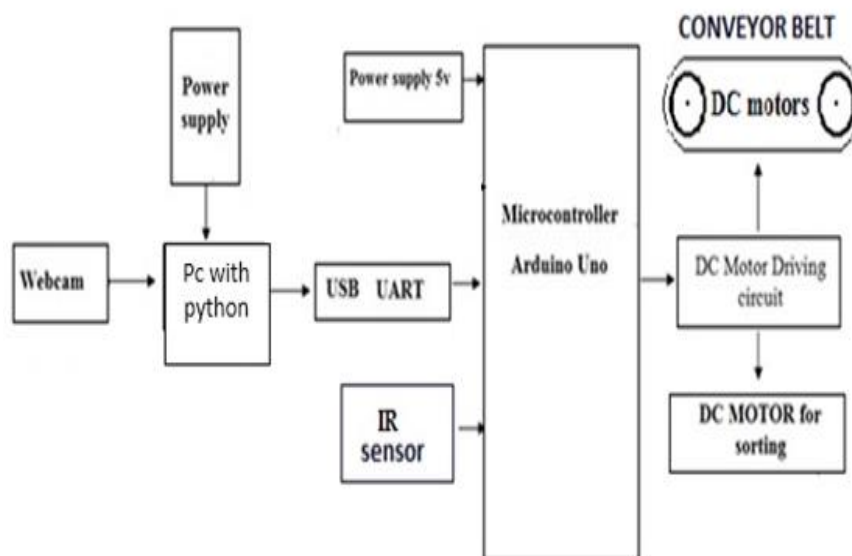 CONVEYOR BELT
Power
supply
Power supply 5v
DC motors
Microcontroller
Arduino Uno
Webcam
Pc with
python
USB UART
DC Motor Driving
circuit
IR
sensor
DC MOTOR for
sorting